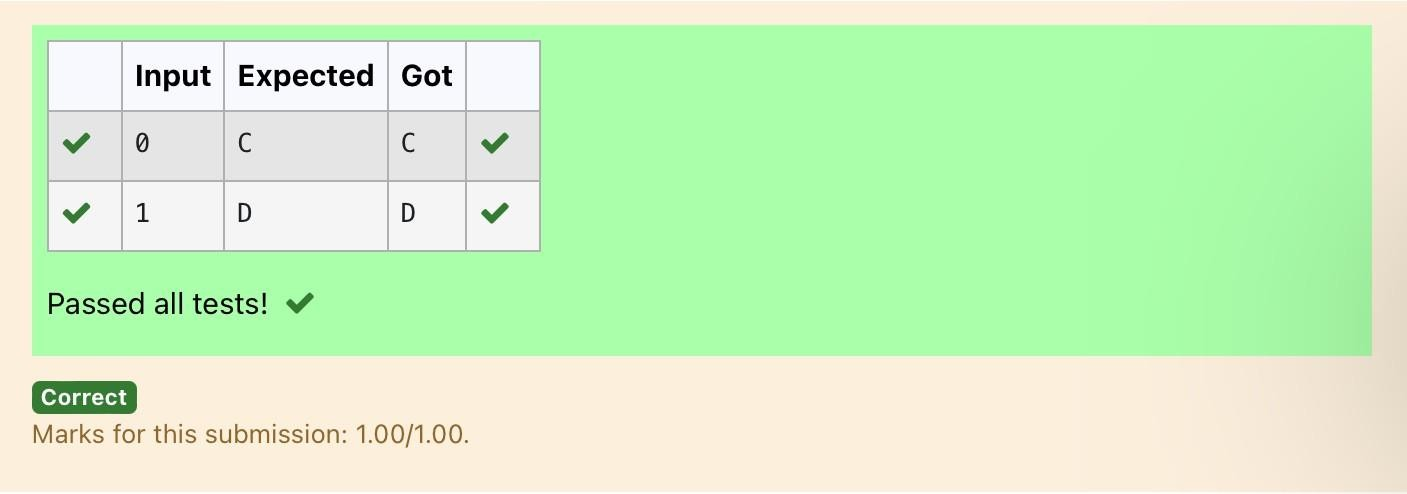 Input Expected Got
0 C C
1 D D
Passed all tests!
Correct
Marks for this submission: 1.00/1.00.